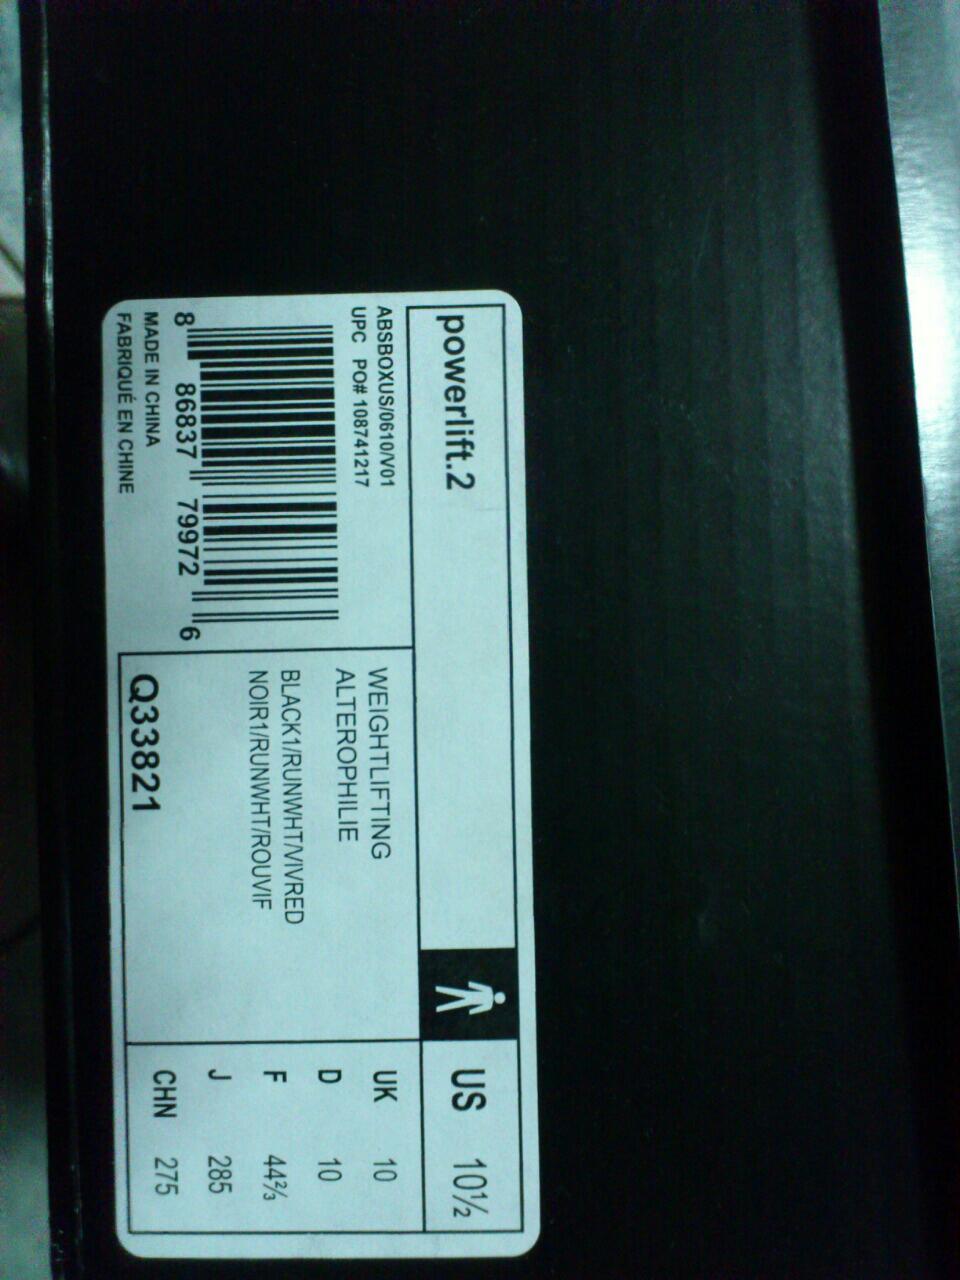 powerlift.2
US 10½
ABSBOXUS/0610/V01
UPC PO# 108741217
8 86837 79972 6
MADE IN CHINA
FABRIQUÉ EN CHINE
WEIGHTLIFTING
ALTEROPHILIE
BLACK1/RUNWHT/VIVRED
NOIR1/RUNWHT/ROUVIF
Q33821
UK 10
D 10
F 44⅔
J 285
CHN 275